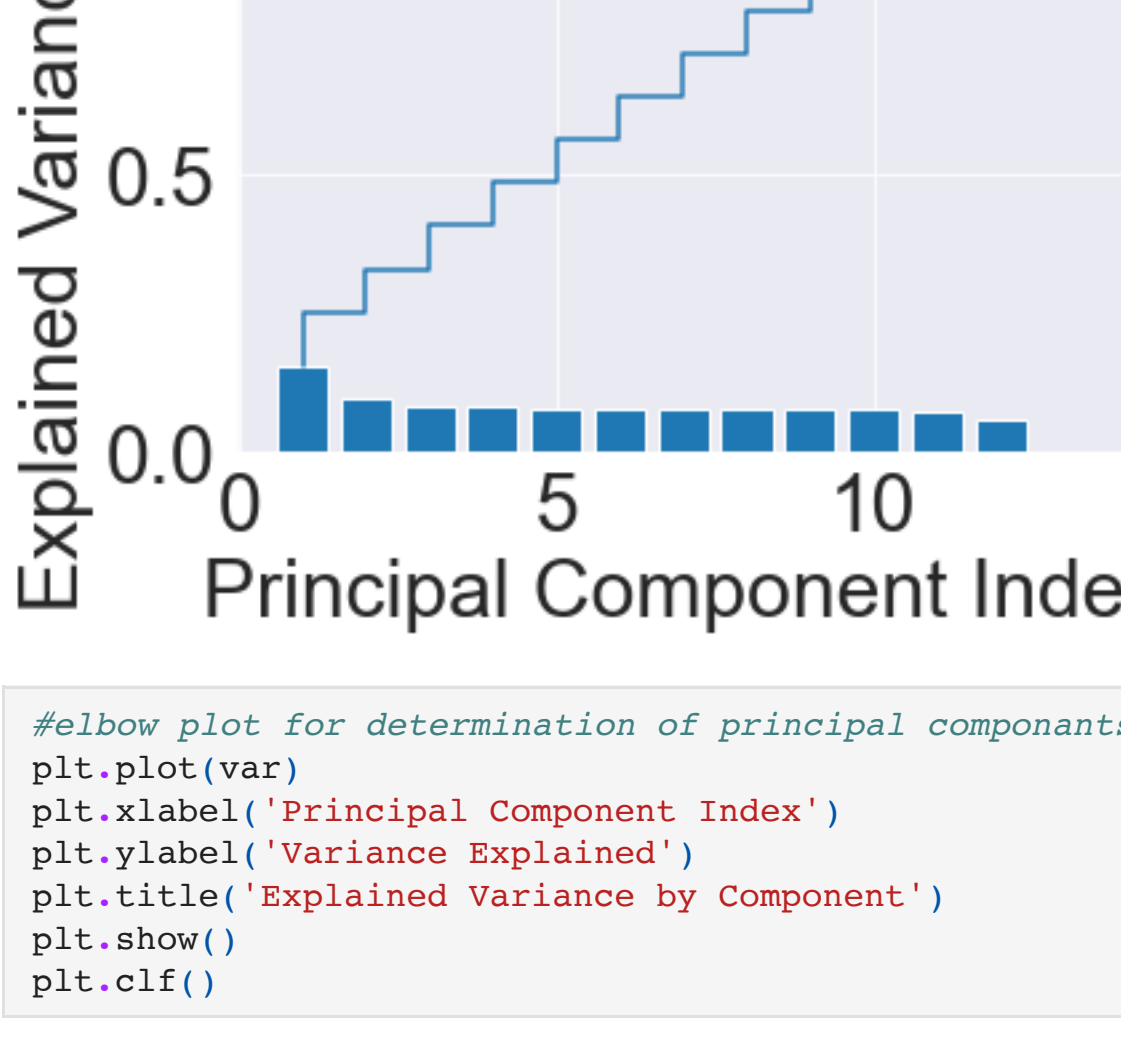 Explained Varianc
0.5
0.0
0 5 10
Principal Component Inde
#elbow plot for determination of principal componants
plt.plot(var)
plt.xlabel('Principal Component Index')
plt.ylabel('Variance Explained')
plt.title('Explained Variance by Component')
plt.show()
plt.clf()